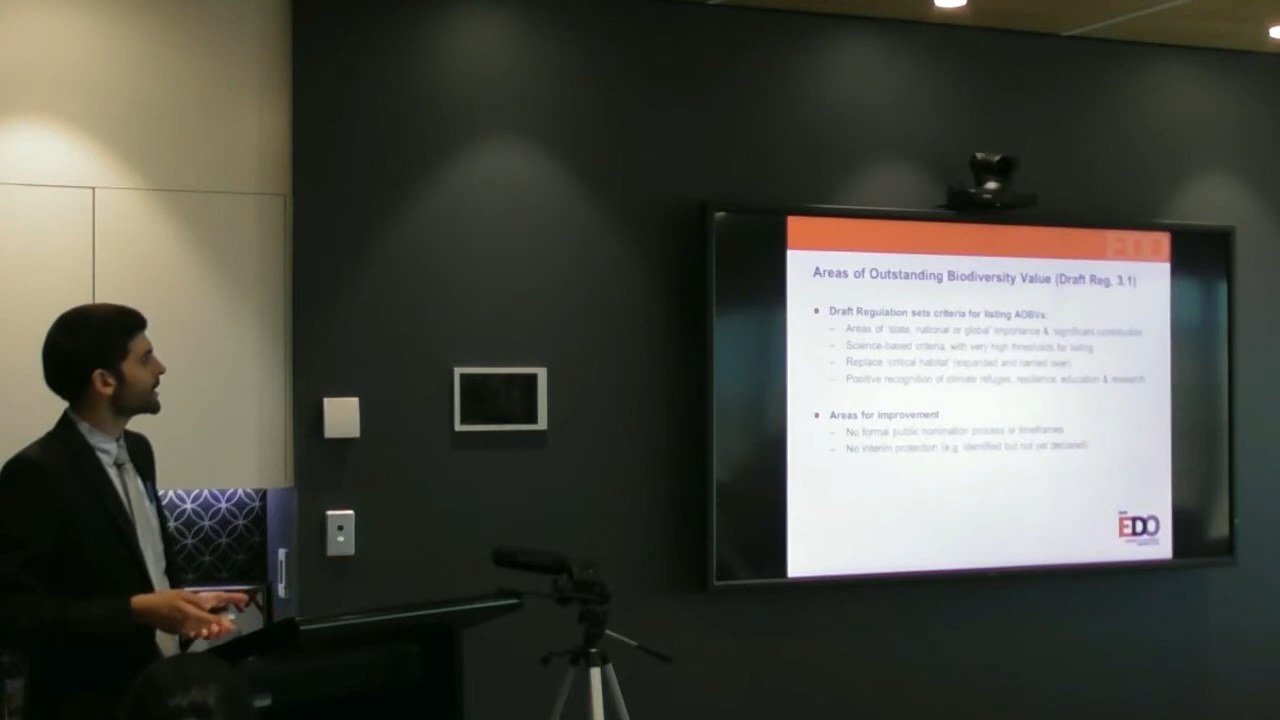 EDO
Areas of Outstanding Biodiversity Value (Draft Reg. 3.1)
• Draft Regulation sets criteria for listing AOBVs:
– Areas of 'state, national or global' importance & 'significant contribution'
– Science-based criteria, with very high thresholds for listing
– Replace 'critical habitat' (expanded and carried over)
– Positive recognition of climate refuges, resilience, education & research
• Areas for improvement
– No formal public nomination process or timeframes
– No interim protection (e.g. identified but not yet declared)
EDO